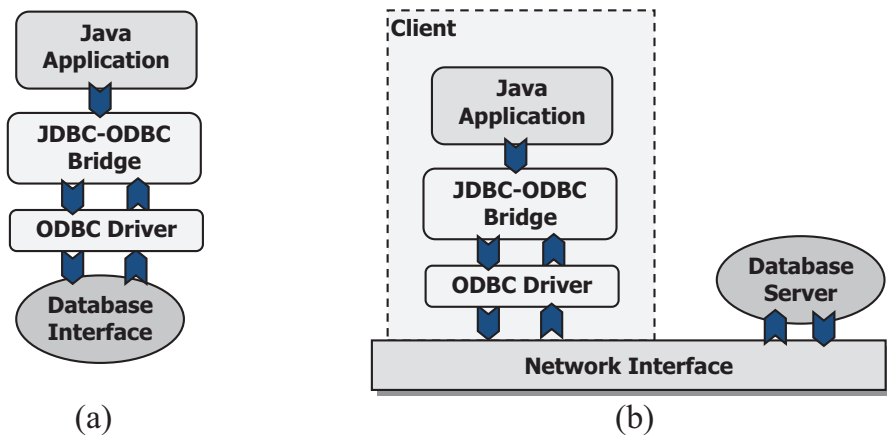 Java
Application
JDBC-ODBC
Bridge
ODBC Driver
Database
Interface
(a)
Client
Java
Application
JDBC-ODBC
Bridge
ODBC Driver
Database
Server
Network Interface
(b)